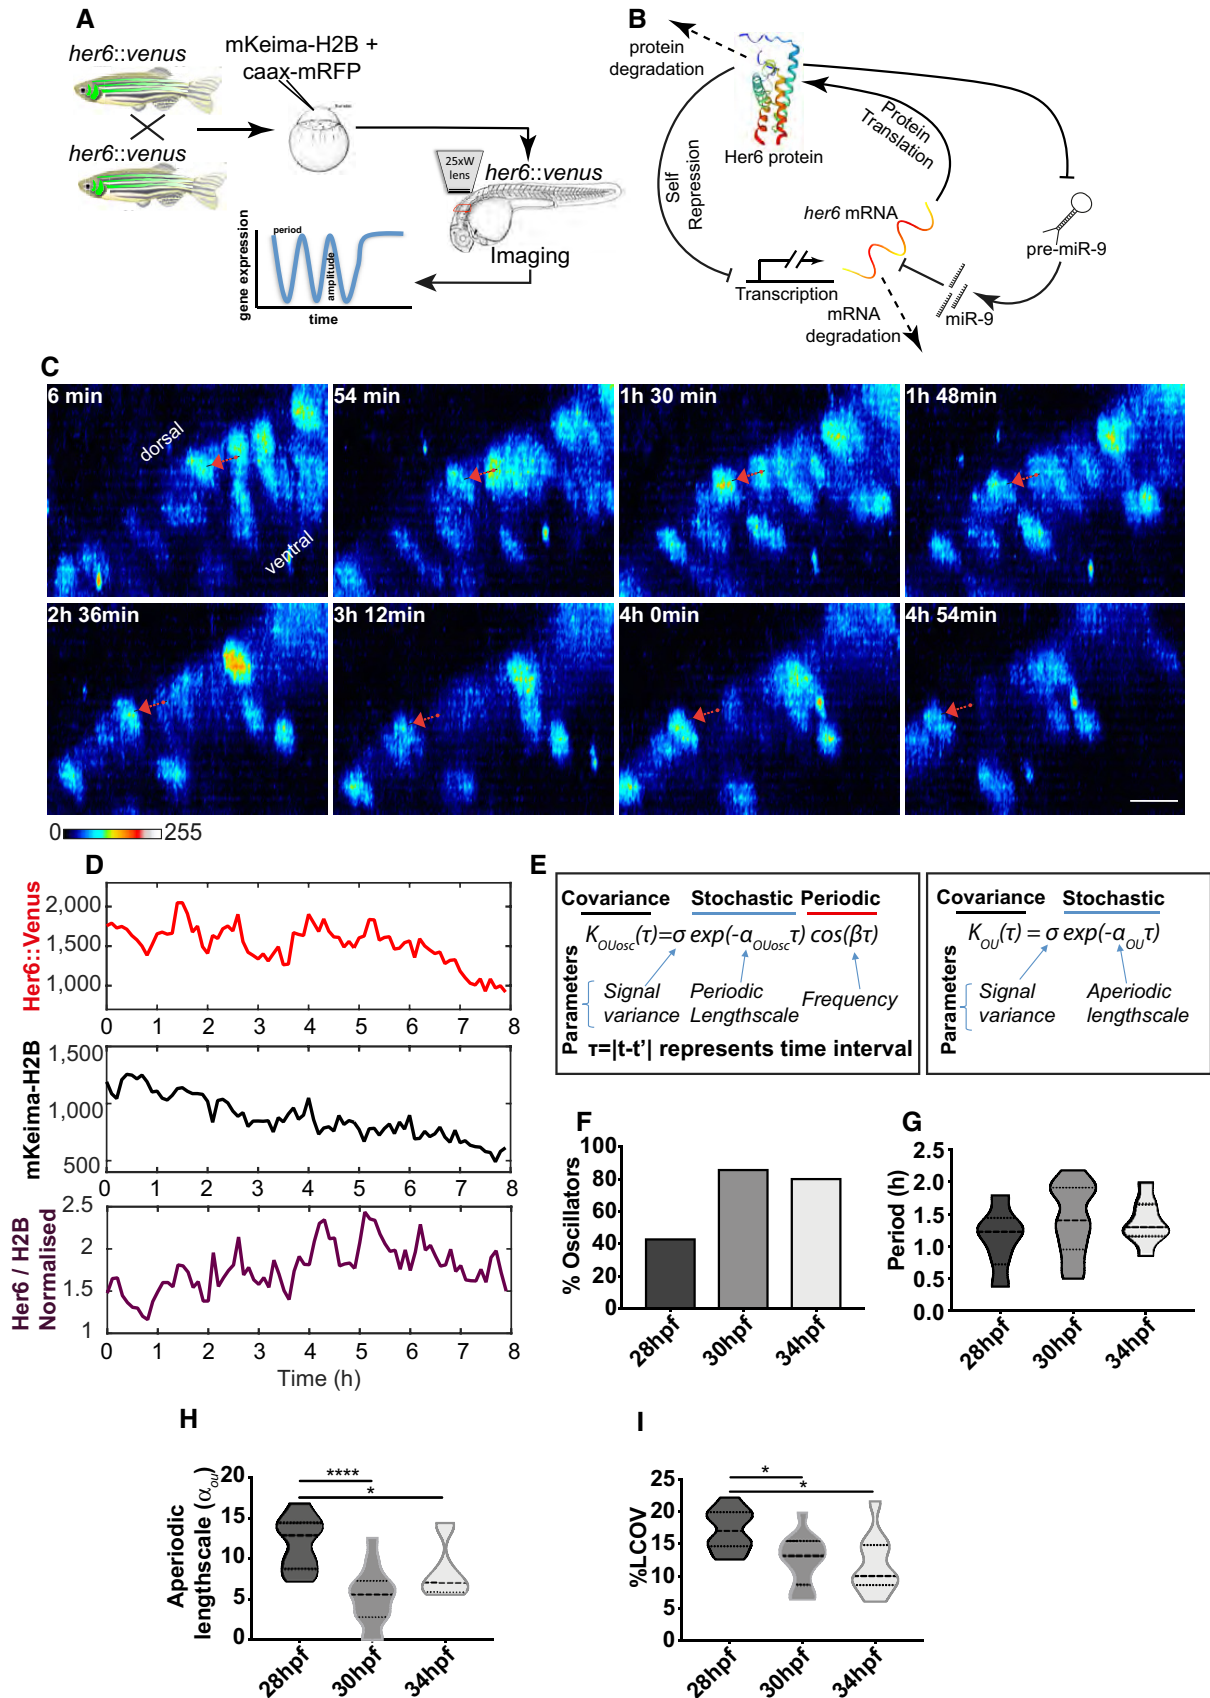 A
her6::venus
her6::venus
mKeima-H2B +
caax-mRFP
25xW
lens
her6::venus
Imaging
period
amplitude
gene expression
time
B
protein
degradation
Her6 protein
Self
Repression
Protein
Translation
her6 mRNA
pre-miR-9
miR-9
Transcription
mRNA
degradation
C
6 min
dorsal
ventral
54 min
1h 30 min
1h 48min
2h 36min
3h 12min
4h 0min
4h 54min
0 255
D
Her6::Venus
2,000
1,500
1,000
0 1 2 3 4 5 6 7 8
mKeima-H2B
1,500
1,000
500
0 1 2 3 4 5 6 7 8
Her6 / H2B
Normalised
2.5
2
1.5
1
0 1 2 3 4 5 6 7 8
Time (h)
E
Covariance Stochastic Periodic
K_OUosc(τ)=σ exp(-α_OUosc τ) cos(βτ)
Parameters
Signal
variance
Periodic
Lengthscale
Frequency
τ=|t-t'| represents time interval
Covariance Stochastic
K_OU(τ) = σ exp(-α_OU τ)
Parameters
Signal
variance
Aperiodic
lengthscale
F
% Oscillators
100
80
60
40
20
0
28hpf 30hpf 34hpf
G
Period (h)
2.5
2.0
1.5
1.0
0.5
0.0
28hpf 30hpf 34hpf
H
Aperiodic
lengthscale (α_ou)
20
15
10
5
0
****
*
28hpf 30hpf 34hpf
I
%LCOV
25
20
15
10
5
0
*
*
28hpf 30hpf 34hpf